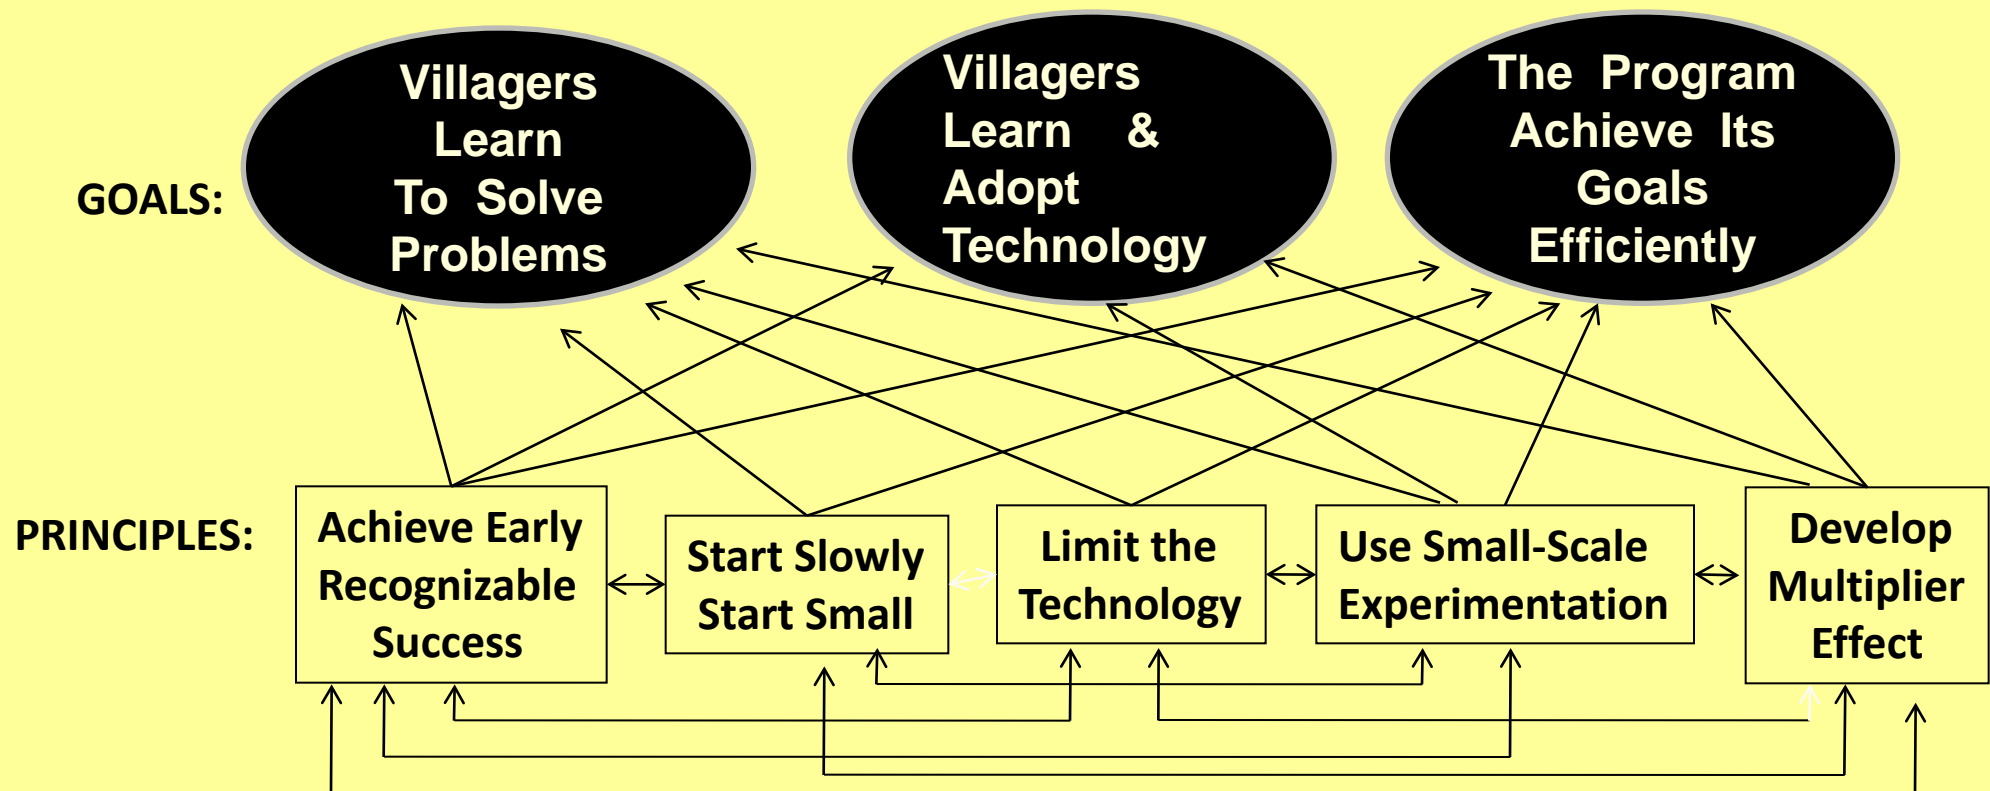 GOALS:
Villagers
Learn
To Solve
Problems
Villagers
Learn &
Adopt
Technology
The Program
Achieve Its
Goals
Efficiently
PRINCIPLES:
Achieve Early
Recognizable
Success
Start Slowly
Start Small
Limit the
Technology
Use Small-Scale
Experimentation
Develop
Multiplier
Effect